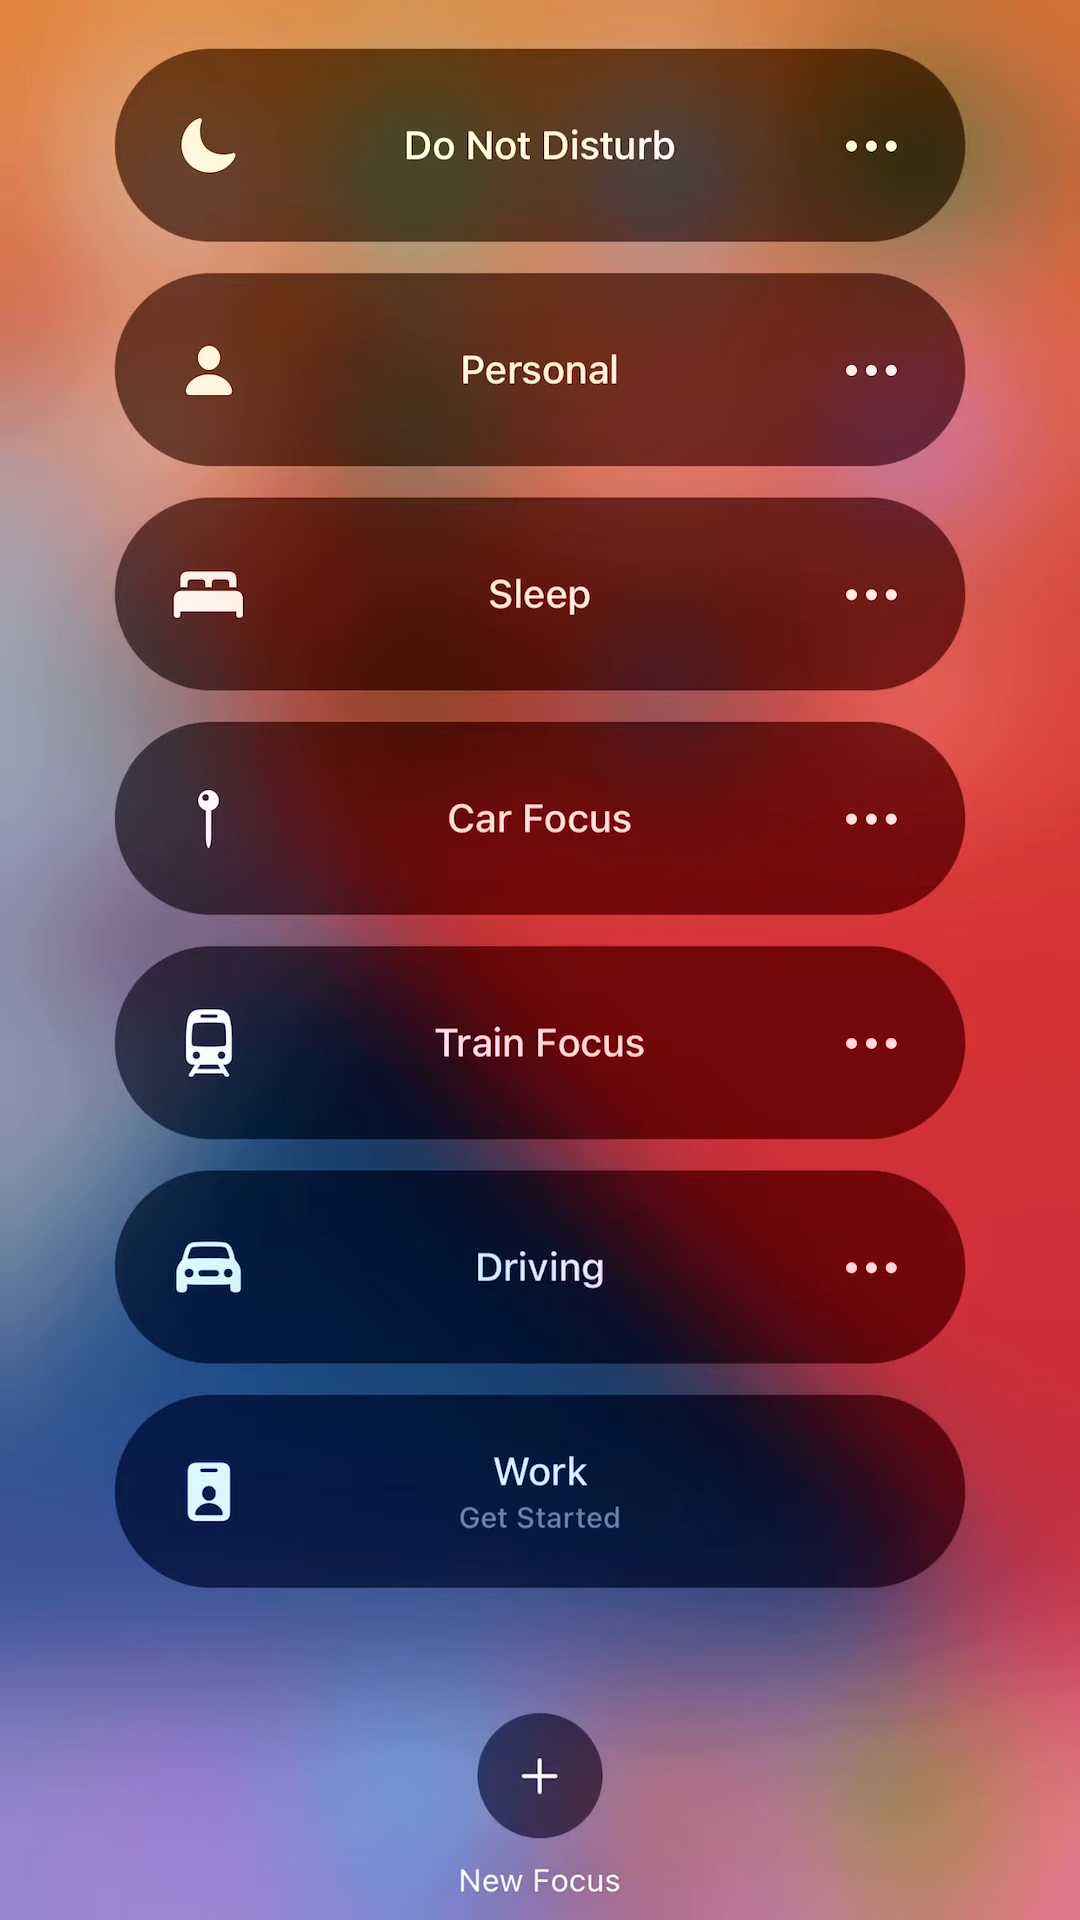 Do Not Disturb
Personal
Sleep
Car Focus
Train Focus
Driving
Work
Get Started
New Focus